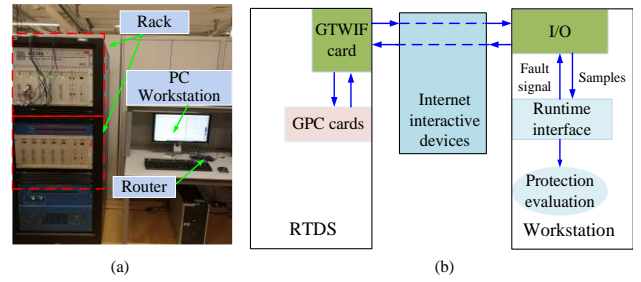 Rack
PC
Workstation
Router
(a)
GTWIF
card
GPC cards
RTDS
Internet
interactive
devices
I/O
Fault
signal
Samples
Runtime
interface
Protection
evaluation
Workstation
(b)